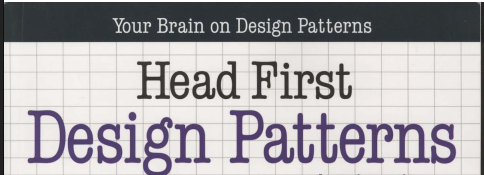 Your Brain on Design Patterns
Head First
Design Patterns